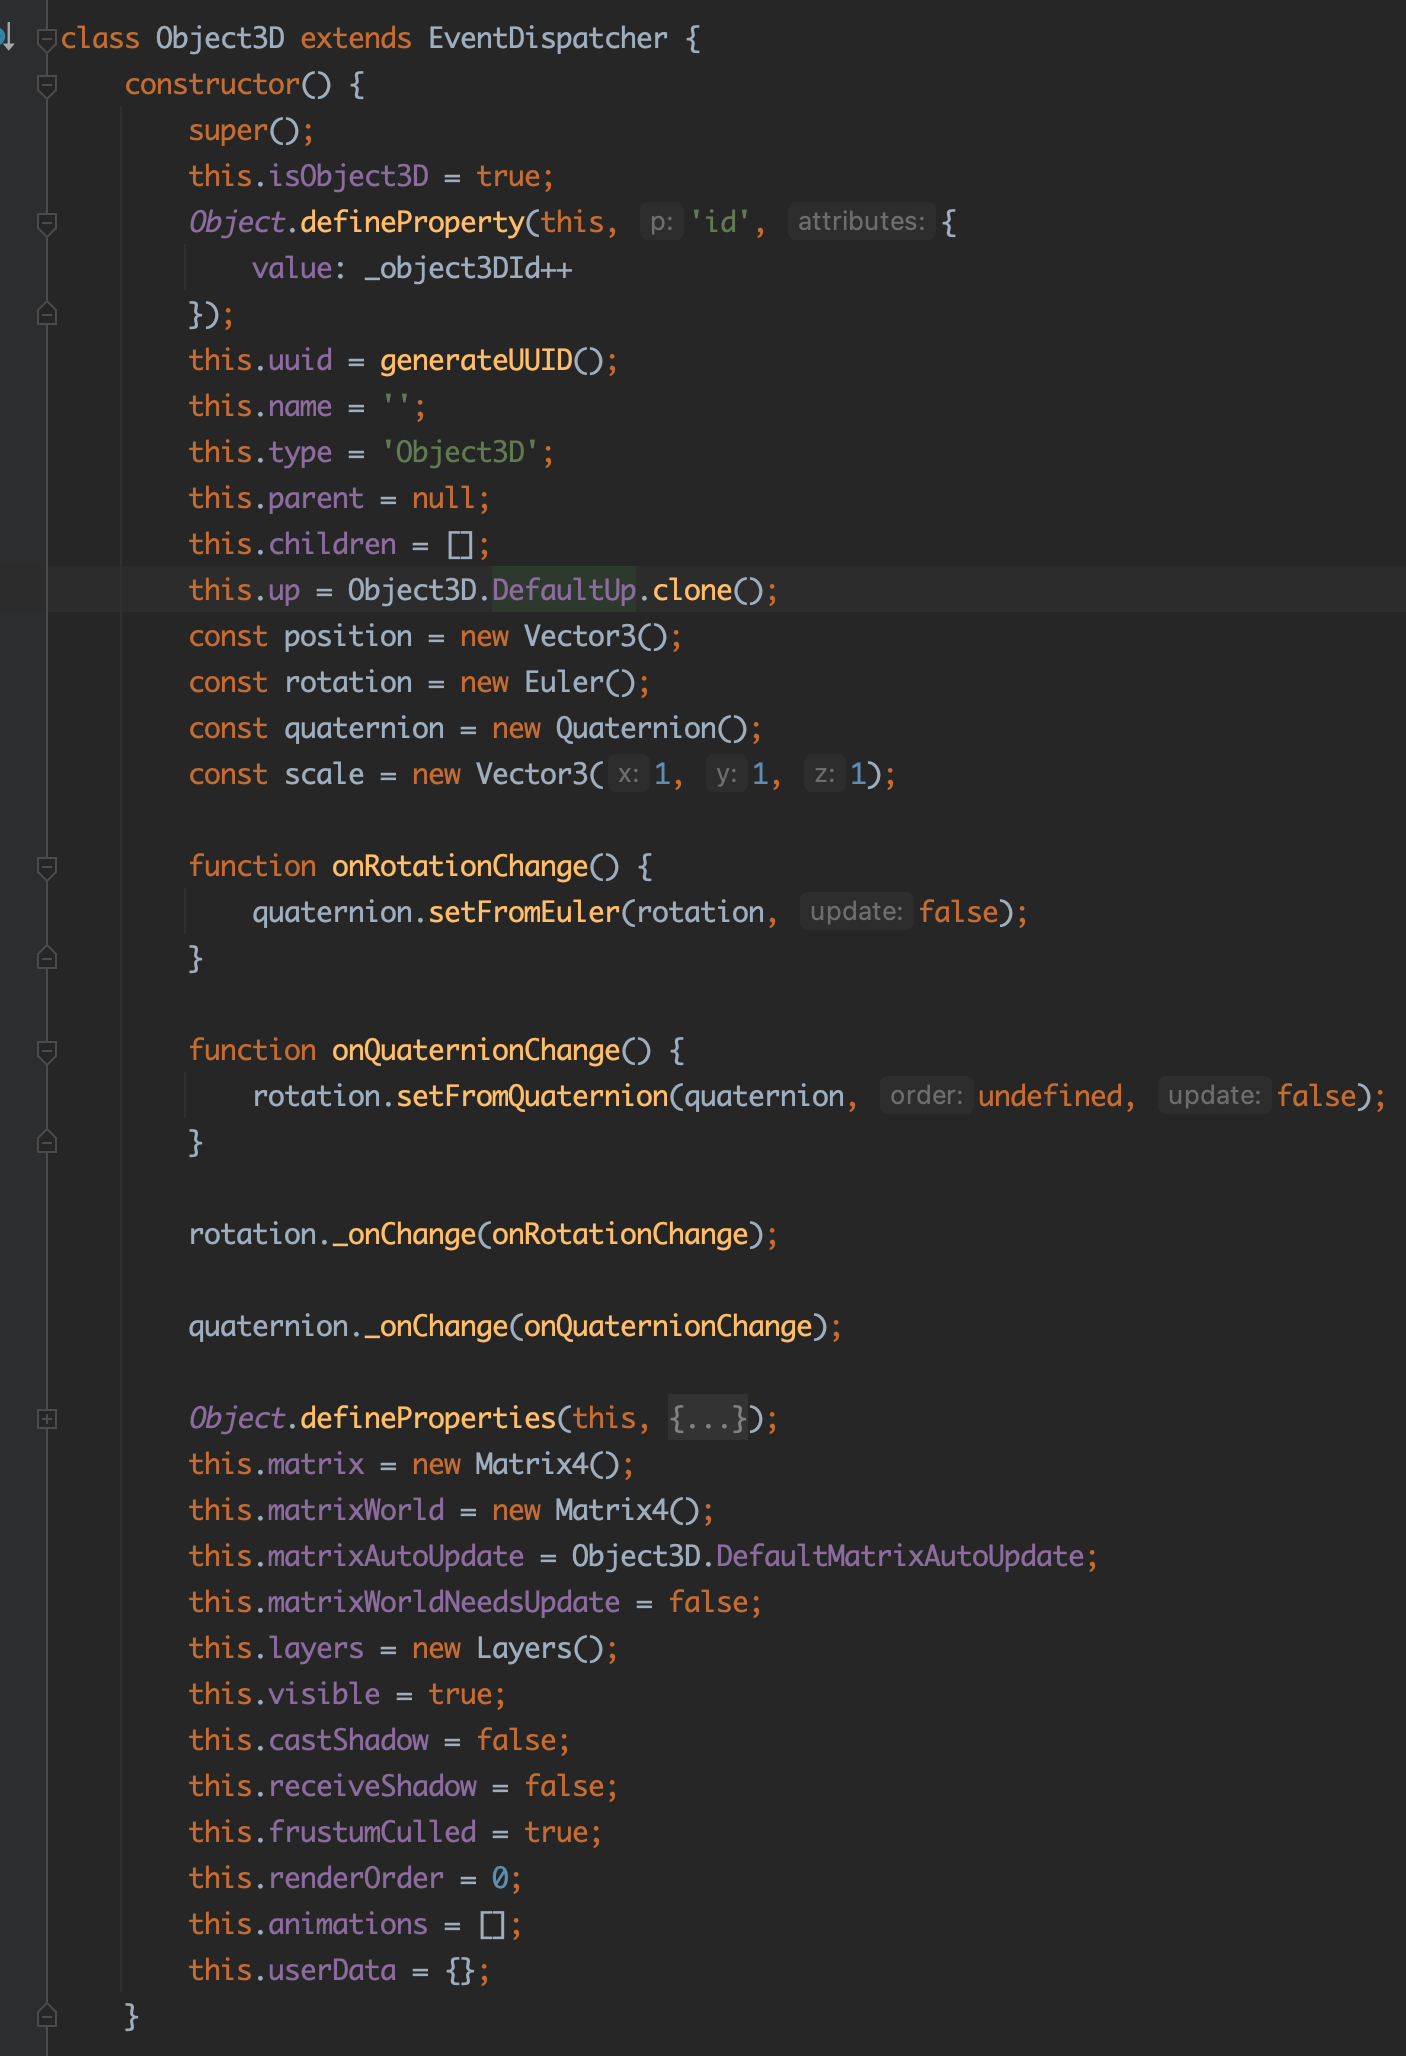 class Object3D extends EventDispatcher {
constructor() {
super();
this.isObject3D = true;
Object.defineProperty(this, p: 'id', attributes: {
value: _object3DId++
});
this.uuid = generateUUID();
this.name = '';
this.type = 'Object3D';
this.parent = null;
this.children = [];
this.up = Object3D.DefaultUp.clone();
const position = new Vector3();
const rotation = new Euler();
const quaternion = new Quaternion();
const scale = new Vector3( x: 1, y: 1, z: 1);
function onRotationChange() {
quaternion.setFromEuler(rotation, update: false);
}
function onQuaternionChange() {
rotation.setFromQuaternion(quaternion, order: undefined, update: false);
}
rotation._onChange(onRotationChange);
quaternion._onChange(onQuaternionChange);
Object.defineProperties(this, {...});
this.matrix = new Matrix4();
this.matrixWorld = new Matrix4();
this.matrixAutoUpdate = Object3D.DefaultMatrixAutoUpdate;
this.matrixWorldNeedsUpdate = false;
this.layers = new Layers();
this.visible = true;
this.castShadow = false;
this.receiveShadow = false;
this.frustumCulled = true;
this.renderOrder = 0;
this.animations = [];
this.userData = {};
}